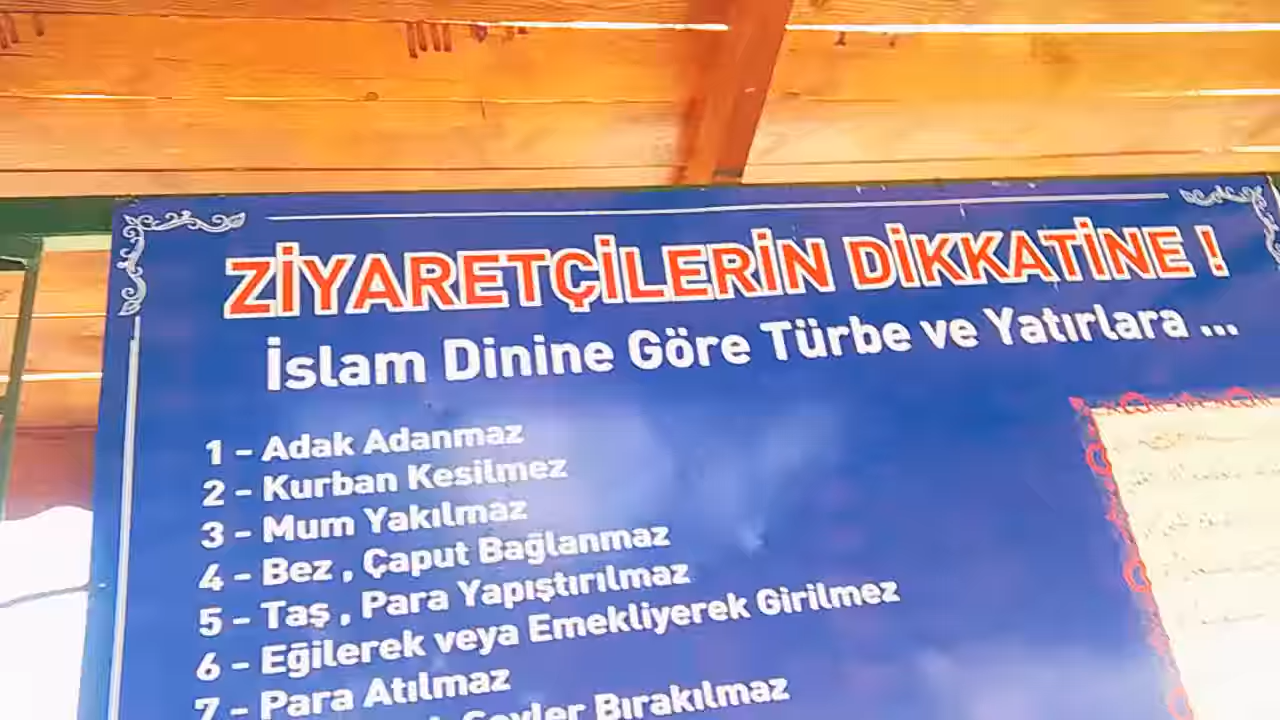 ZİYARETÇİLERİN DİKKATİNE !
İslam Dinine Göre Türbe ve Yatırlara ...
1 - Adak Adanmaz
2 - Kurban Kesilmez
3 - Mum Yakılmaz
4 - Bez , Çaput Bağlanmaz
5 - Taş , Para Yapıştırılmaz
6 - Eğilerek veya Emekliyerek Girilmez
7 - Para Atılmaz
Şeyler Bırakılmaz